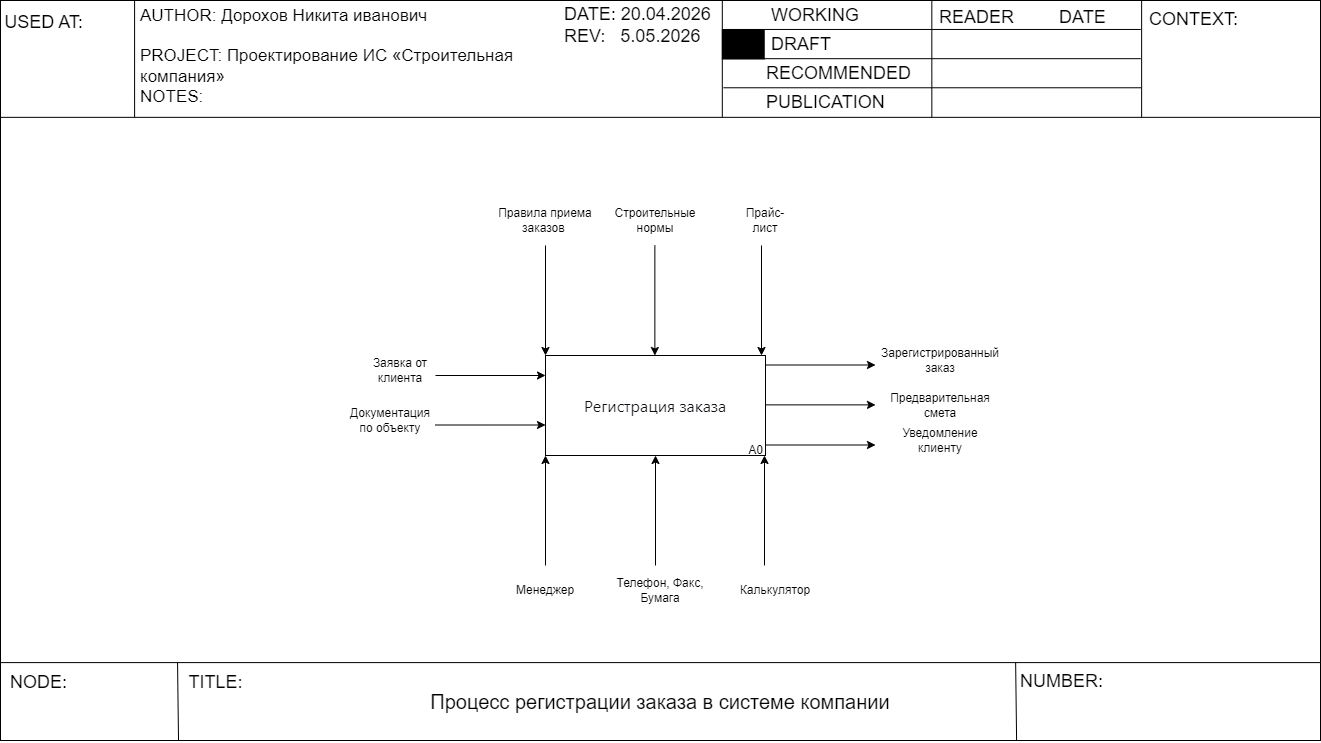 USED AT:
AUTHOR: Дорохов Никита иванович
PROJECT: Проектирование ИС «Строительная
компания»
NOTES:
DATE: 20.04.2026
REV: 5.05.2026
WORKING
DRAFT
RECOMMENDED
PUBLICATION
READER DATE
CONTEXT:
Правила приема
заказов
Строительные
нормы
Прайс-
лист
Заявка от
клиента
Документация
по объекту
Регистрация заказа
A0
Зарегистрированный
заказ
Предварительная
смета
Уведомление
клиенту
Менеджер
Телефон, Факс,
Бумага
Калькулятор
NODE:
TITLE:
Процесс регистрации заказа в системе компании
NUMBER: